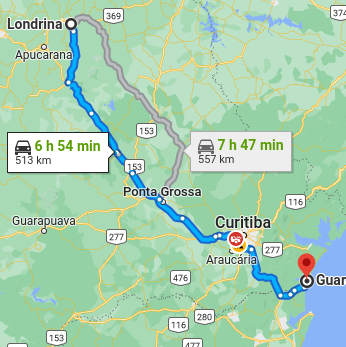 369
374
Londrina
Apucarana
153
6 h 54 min
513 km
7 h 47 min
557 km
153
Ponta Grossa
116
Guarapuava
277
Curitiba
277
Araucária
476
Guar
153
116
280